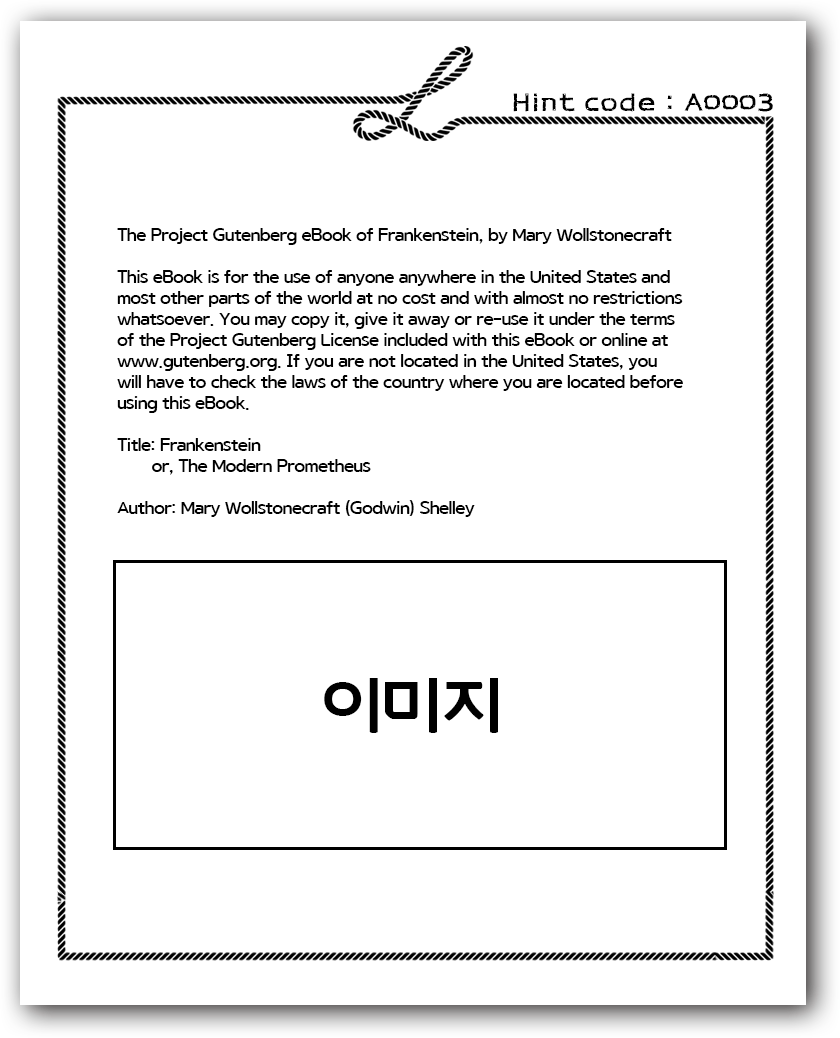 Hint code : A0003
The Project Gutenberg eBook of Frankenstein, by Mary Wollstonecraft
This eBook is for the use of anyone anywhere in the United States and
most other parts of the world at no cost and with almost no restrictions
whatsoever. You may copy it, give it away or re-use it under the terms
of the Project Gutenberg License included with this eBook or online at
www.gutenberg.org. If you are not located in the United States, you
will have to check the laws of the country where you are located before
using this eBook.
Title: Frankenstein
or, The Modern Prometheus
Author: Mary Wollstonecraft (Godwin) Shelley
이미지